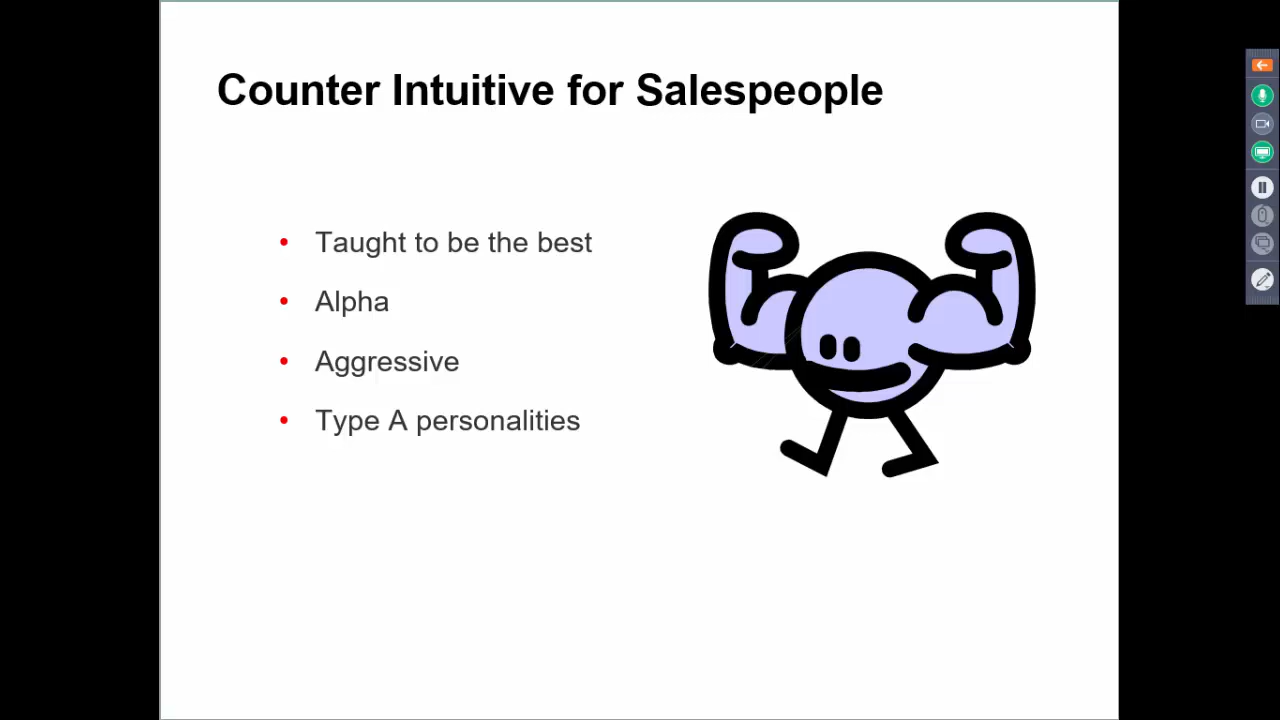 Counter Intuitive for Salespeople
• Taught to be the best
• Alpha
• Aggressive
• Type A personalities